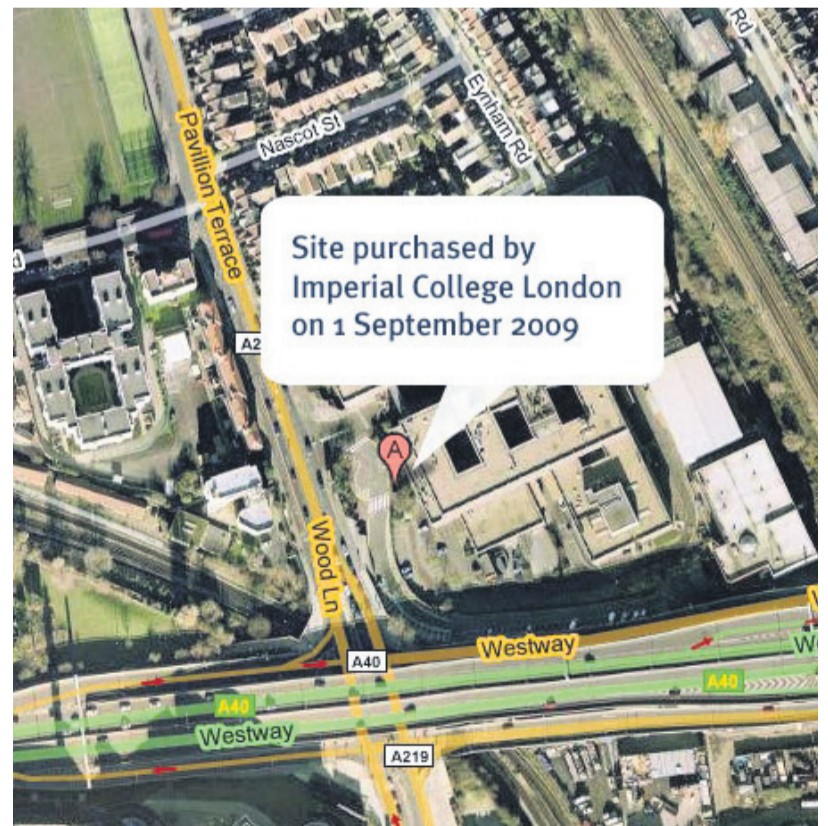 Rd
Pavillion Terrace
Nascot St
Eynham Rd
d
Site purchased by
Imperial College London
on 1 September 2009
A2
A
Wood Ln
Westway
A40
A40
A40
Westway
A219